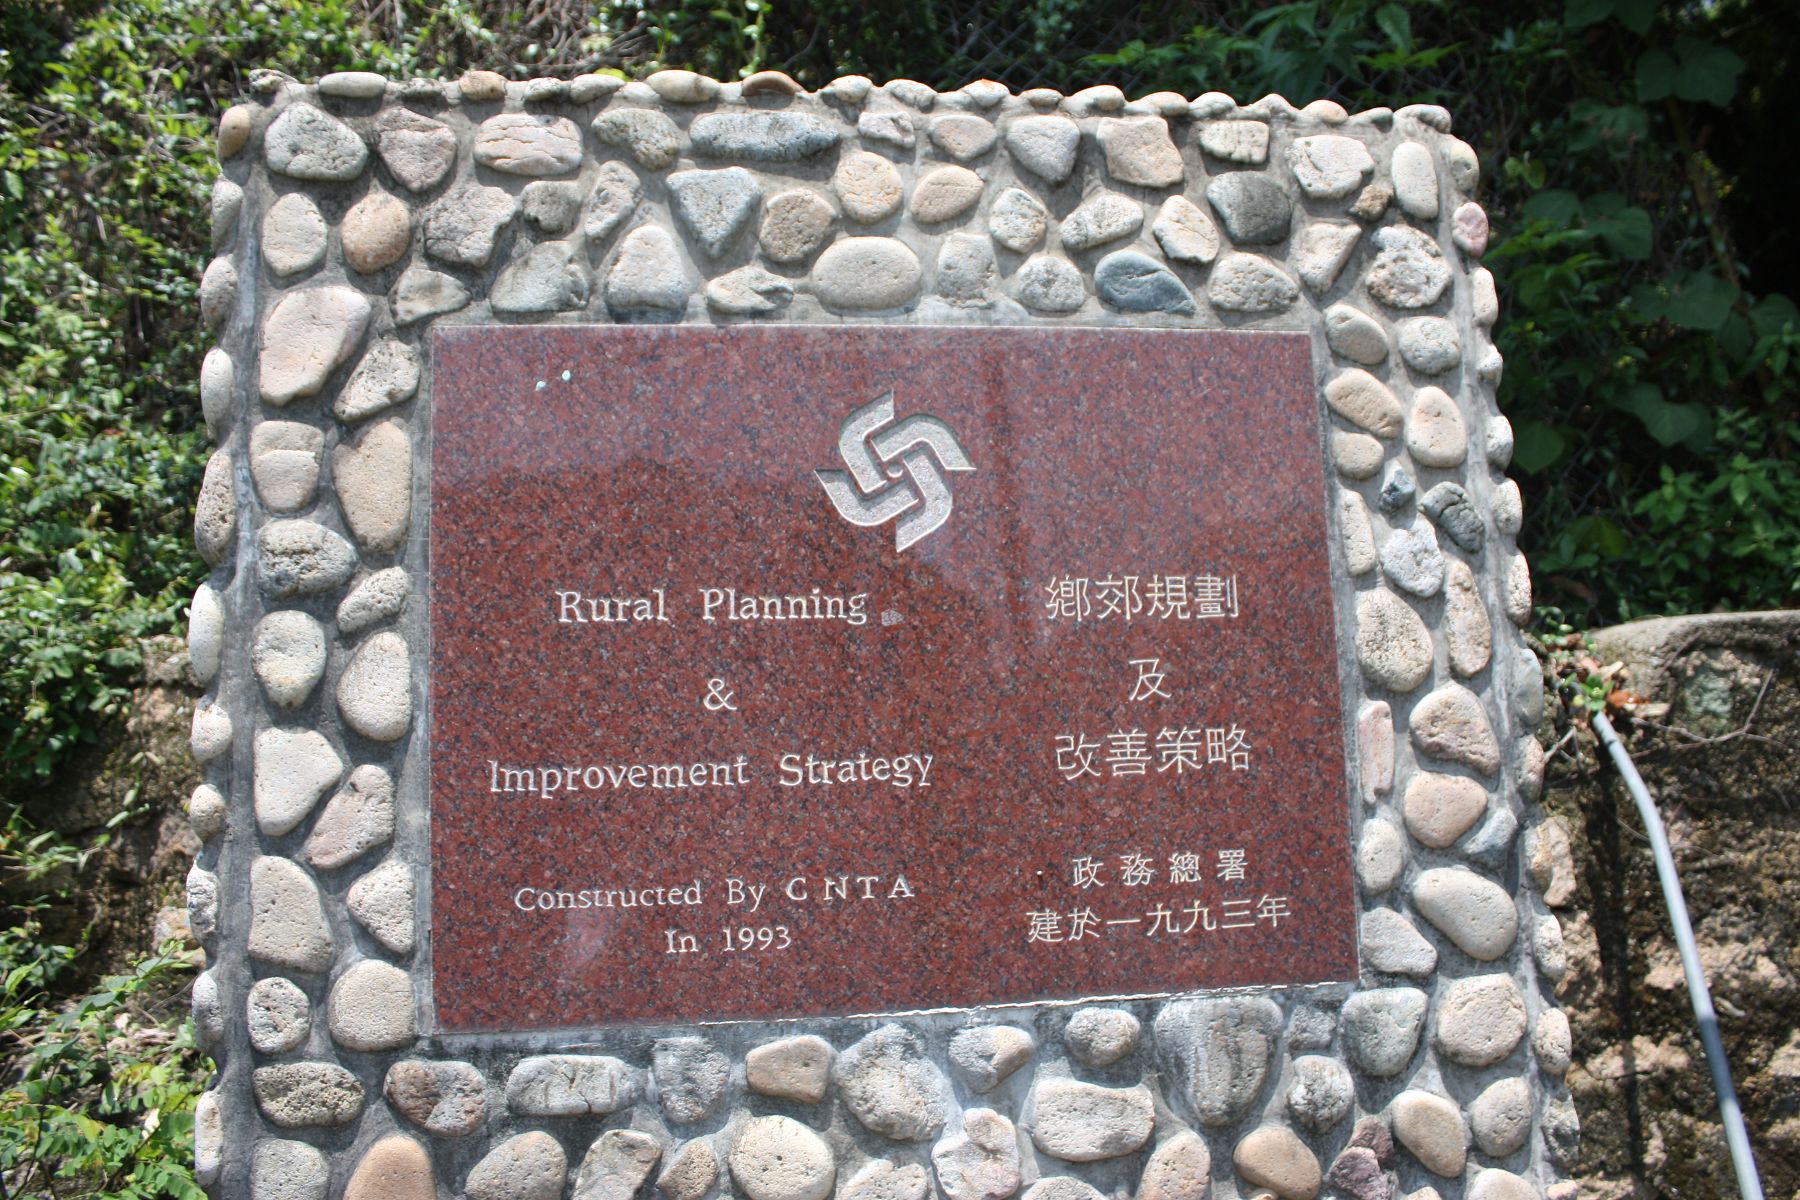 Rural Planning
&
Improvement Strategy
Constructed By CNTA
In 1993
鄉郊規劃
及
改善策略
政務總署
建於一九九三年